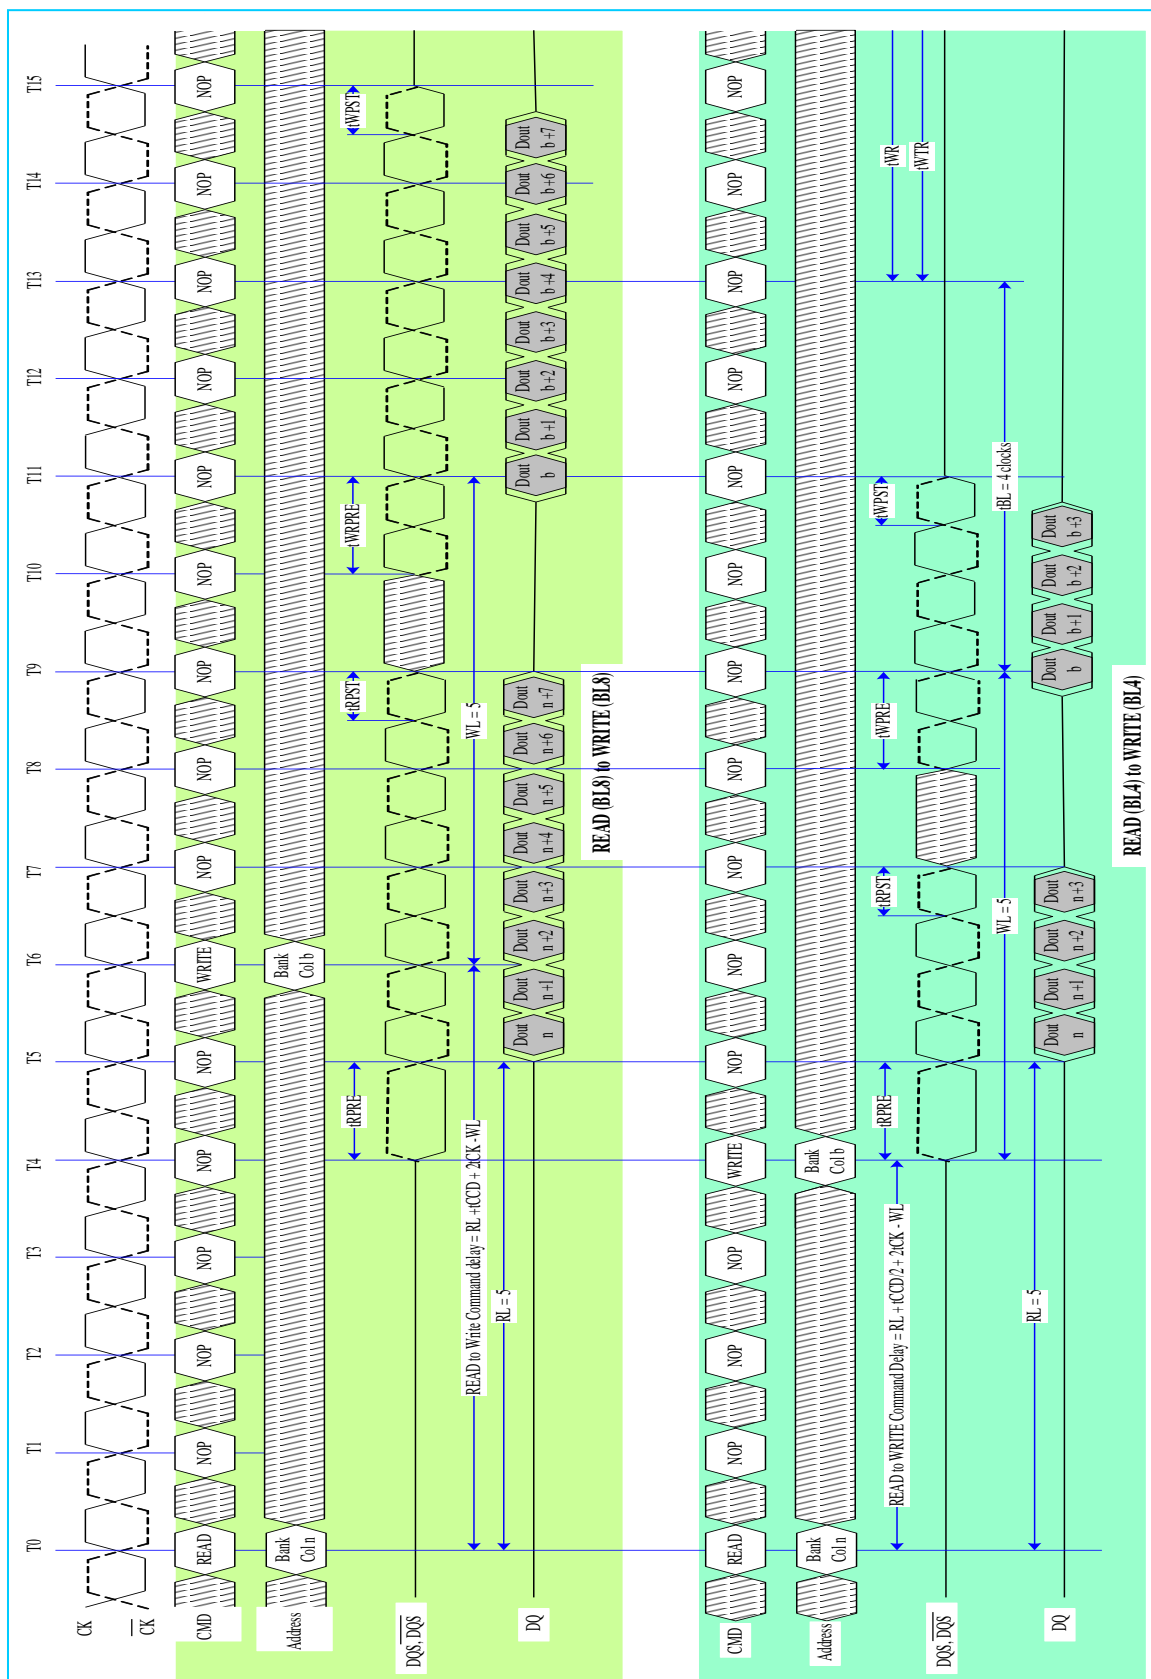 T0 T1 T2 T3 T4 T5 T6 T7 T8 T9 T10 T11 T12 T13 T14 T15
CK
CK
CMD READ NOP NOP NOP NOP NOP WRITE NOP NOP NOP NOP NOP NOP NOP NOP NOP
Address Bank Bank
Col n Col b
tRPRE tRPST tWRPRE tWPST
DQS, DQS
READ to Write Command delay = RL +tCCD + 2tCK -WL WL = 5
RL = 5
DQ Dout Dout Dout Dout Dout Dout Dout Dout Dout Dout Dout Dout Dout Dout Dout Dout
n n+1 n+2 n+3 n+4 n+5 n+6 n+7 b b+1 b+2 b+3 b+4 b+5 b+6 b+7
READ (BL8) to WRITE (BL8)
CMD READ NOP NOP NOP WRITE NOP NOP NOP NOP NOP NOP NOP NOP NOP NOP NOP
Address Bank Bank
Col n Col b
tRPRE tRPST tWPRE tWPST tWR
READ to WRITE Command Delay = RL + tCCD/2 + 2tCK - WL
tWTR
DQS, DQS
WL = 5 tBL = 4 clocks
RL = 5
DQ Dout Dout Dout Dout Dout Dout Dout Dout
n n+1 n+2 n+3 b b+1 b+2 b+3
READ (BL4) to WRITE (BL4)